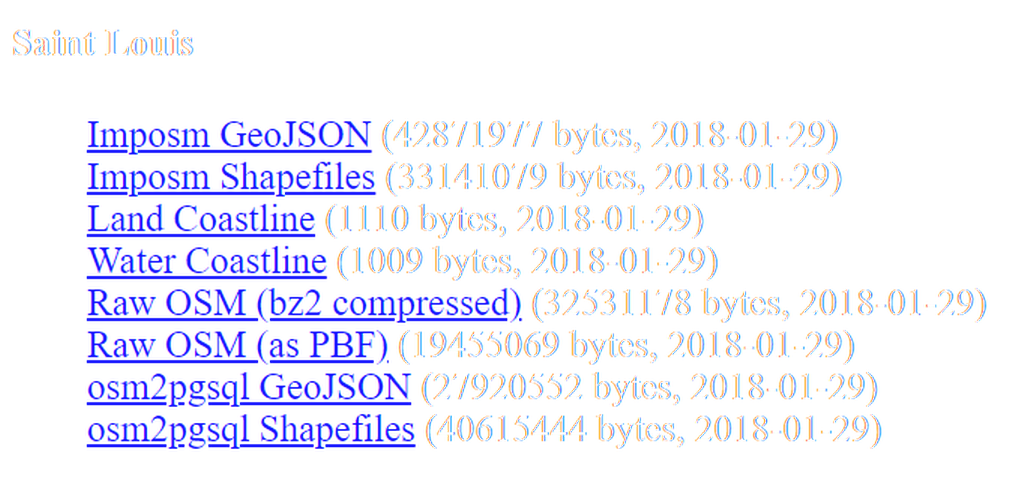 Saint Louis
Imposm GeoJSON (42871977 bytes, 2018-01-29)
Imposm Shapefiles (33141079 bytes, 2018-01-29)
Land Coastline (1110 bytes, 2018-01-29)
Water Coastline (1009 bytes, 2018-01-29)
Raw OSM (bz2 compressed) (32531178 bytes, 2018-01-29)
Raw OSM (as PBF) (19455069 bytes, 2018-01-29)
osm2pgsql GeoJSON (27920552 bytes, 2018-01-29)
osm2pgsql Shapefiles (40615444 bytes, 2018-01-29)